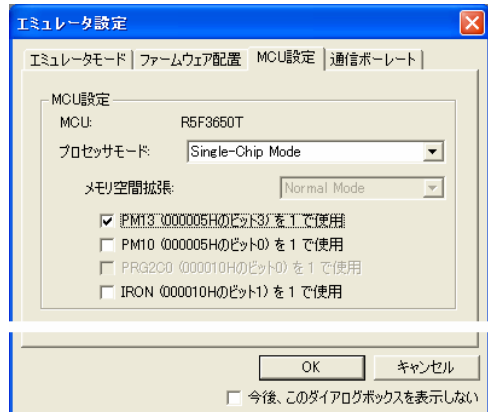 エミュレータ設定
エミュレータモード ファームウェア配置 MCU設定 通信ボーレート
MCU設定
MCU: R5F3650T
プロセッサモード: Single-Chip Mode
メモリ空間拡張: Normal Mode
PM13 (000005Hのビット3) を 1 で使用
PM10 (000005Hのビット0) を 1 で使用
PRG2C0 (000010Hのビット0) を 1 で使用
IRON (000010Hのビット1) を 1 で使用
OK キャンセル
今後、このダイアログボックスを表示しない